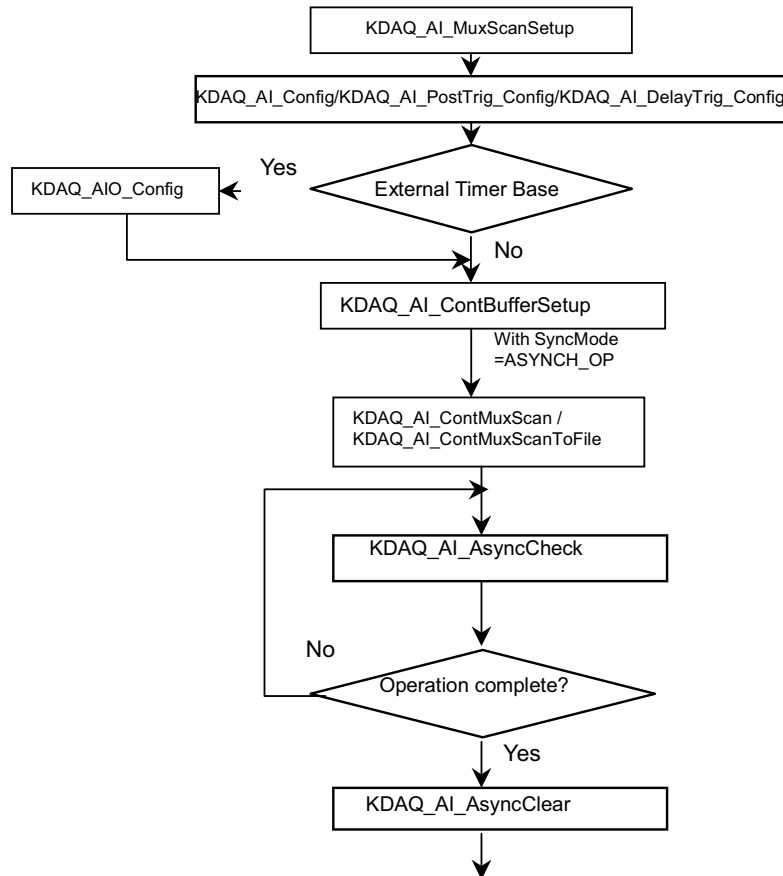 KDAQ_AI_MuxScanSetup
KDAQ_AI_Config/KDAQ_AI_PostTrig_Config/KDAQ_AI_DelayTrig_Config
Yes
KDAQ_AIO_Config
External Timer Base
No
KDAQ_AI_ContBufferSetup
With SyncMode
=ASYNCH_OP
KDAQ_AI_ContMuxScan /
KDAQ_AI_ContMuxScanToFile
KDAQ_AI_AsyncCheck
No
Operation complete?
Yes
KDAQ_AI_AsyncClear